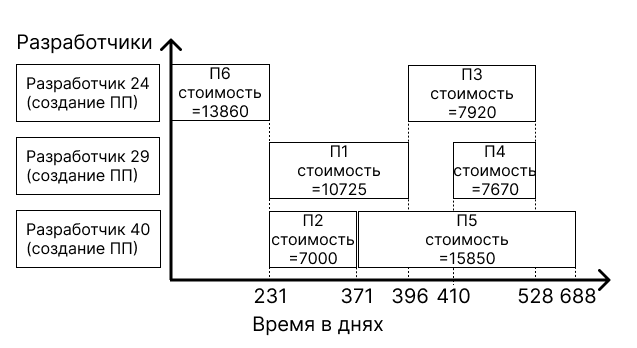 Разработчики
Разработчик 24
(создание ПП)
П6
стоимость
=13860
П3
стоимость
=7920
Разработчик 29
(создание ПП)
П1
стоимость
=10725
П4
стоимость
=7670
Разработчик 40
(создание ПП)
П2
стоимость
=7000
П5
стоимость
=15850
231 371 396 410 528 688
Время в днях